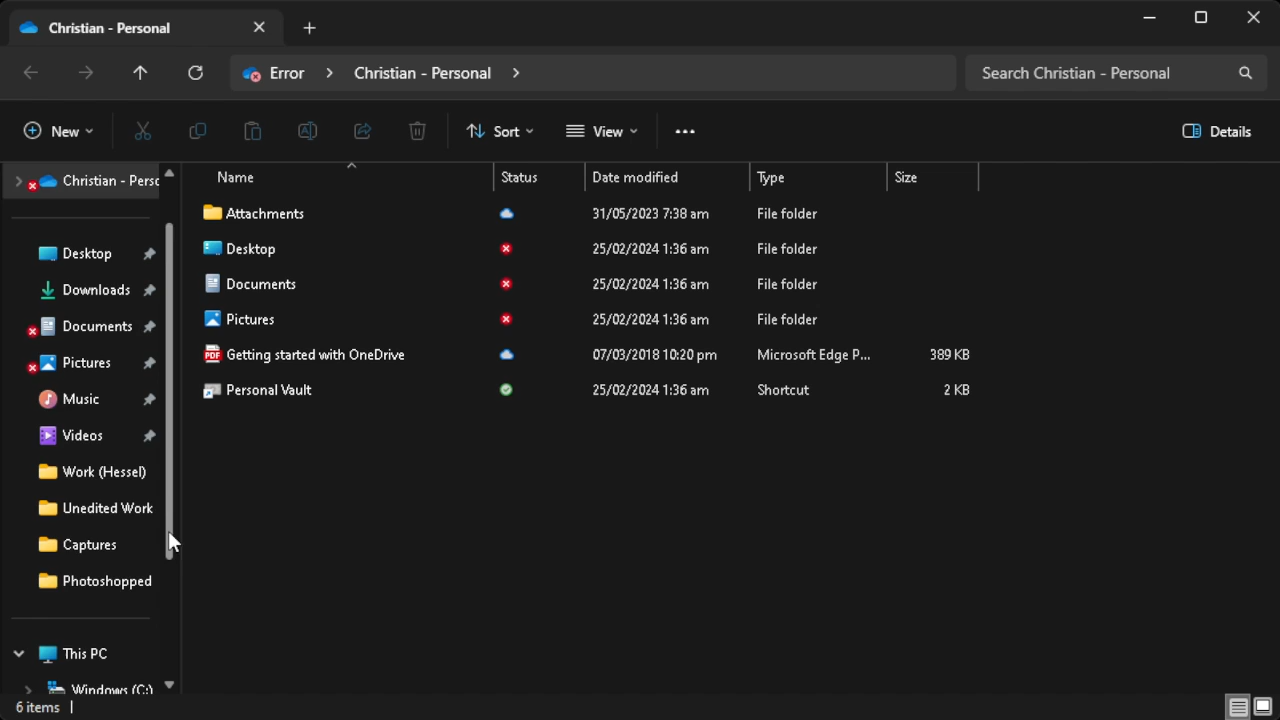 Christian - Personal
Error > Christian - Personal >
Search Christian - Personal
New
Sort
View
Details
Christian - Perso
Desktop
Downloads
Documents
Pictures
Music
Videos
Work (Hessel)
Unedited Work
Captures
Photoshopped
This PC
Windows (C:)
Name Status Date modified Type Size
Attachments 31/05/2023 7:38 am File folder
Desktop 25/02/2024 1:36 am File folder
Documents 25/02/2024 1:36 am File folder
Pictures 25/02/2024 1:36 am File folder
PDF Getting started with OneDrive 07/03/2018 10:20 pm Microsoft Edge P... 389 KB
Personal Vault 25/02/2024 1:36 am Shortcut 2 KB
6 items